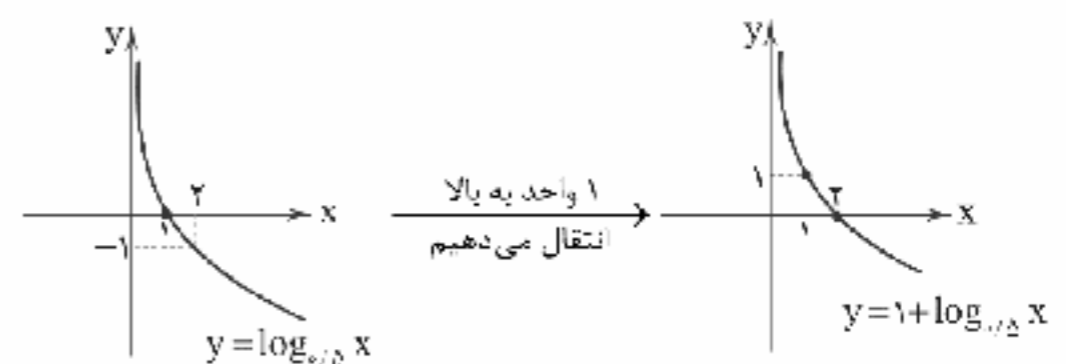 y
۲
x
۱
−۱
y=log۰/۵ x
۱ واحد به بالا
انتقال می‌دهیم
y
۱
۲
x
۱
y=۱+log۰/۵ x